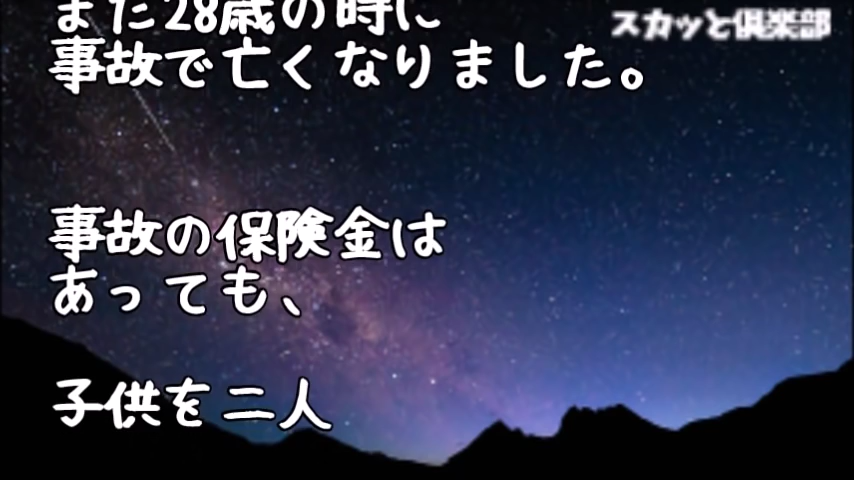 まだ28歳の時に
スカッと倶楽部
事故で亡くなりました。
事故の保険金は
あっても、
子供を二人